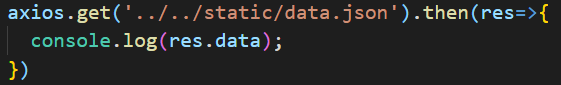 axios.get('../../static/data.json').then(res=>{
  console.log(res.data);
})